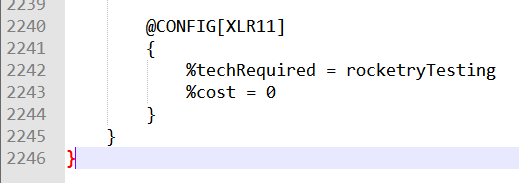 2239
2240 @CONFIG[XLR11]
2241 {
2242 %techRequired = rocketryTesting
2243 %cost = 0
2244 }
2245 }
2246 }